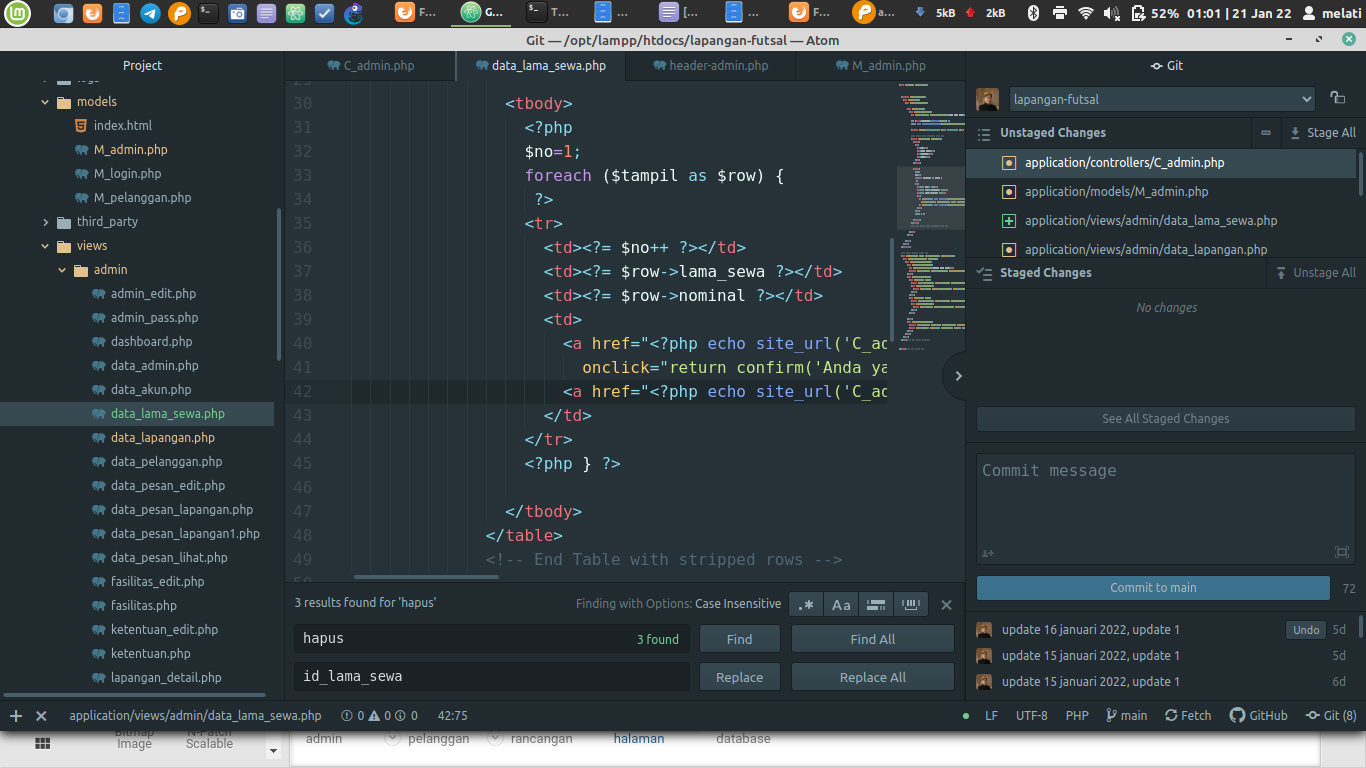 F...
G...
T...
...
[...
...
F...
a...
5kB
2kB
52%
01:01 | 21 Jan 22
melati
Git — /opt/lampp/htdocs/lapangan-futsal — Atom
Project
logs
models
index.html
M_admin.php
M_login.php
M_pelanggan.php
third_party
views
admin
admin_edit.php
admin_pass.php
dashboard.php
data_admin.php
data_akun.php
data_lama_sewa.php
data_lapangan.php
data_pelanggan.php
data_pesan_edit.php
data_pesan_lapangan.php
data_pesan_lapangan1.php
data_pesan_lihat.php
fasilitas_edit.php
fasilitas.php
ketentuan_edit.php
ketentuan.php
lapangan_detail.php
C_admin.php
data_lama_sewa.php
header-admin.php
M_admin.php
29
30 <tbody>
31 <?php
32 $no=1;
33 foreach ($tampil as $row) {
34 ?>
35 <tr>
36 <td><?= $no++ ?></td>
37 <td><?= $row->lama_sewa ?></td>
38 <td><?= $row->nominal ?></td>
39 <td>
40 <a href="<?php echo site_url('C_ad
41 onclick="return confirm('Anda ya
42 <a href="<?php echo site_url('C_ad
43 </td>
44 </tr>
45 <?php } ?>
46
47 </tbody>
48 </table>
49 <!-- End Table with stripped rows -->
50
3 results found for 'hapus'
Finding with Options: Case Insensitive
.*
Aa
hapus
3 found
Find
Find All
id_lama_sewa
Replace
Replace All
Git
lapangan-futsal
Unstaged Changes
Stage All
application/controllers/C_admin.php
application/models/M_admin.php
application/views/admin/data_lama_sewa.php
application/views/admin/data_lapangan.php
Staged Changes
Unstage All
No changes
See All Staged Changes
Commit message
Commit to main
72
update 16 januari 2022, update 1
Undo
5d
update 15 januari 2022, update 1
5d
update 15 januari 2022, update 1
6d
application/views/admin/data_lama_sewa.php
0
0
0
42:75
LF
UTF-8
PHP
main
Fetch
GitHub
Git (8)
Bitmap
Image
N-Patch
Scalable
admin
pelanggan
rancangan
halaman
database